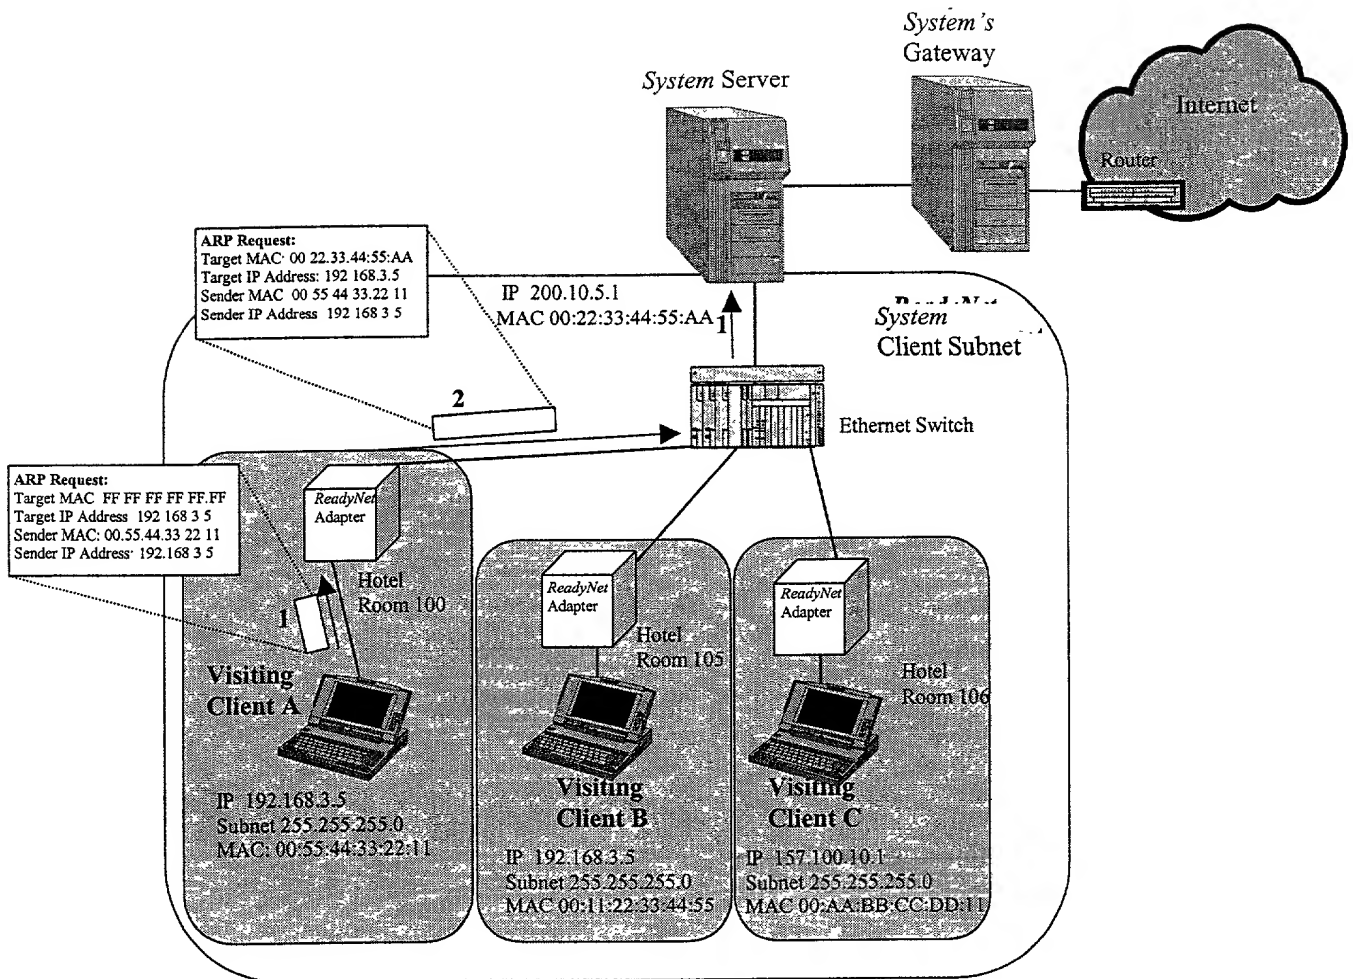 System's
Gateway
System Server
Internet
Router
ARP Request:
Target MAC· 00 22.33.44:55:AA
Target IP Address: 192 168.3.5
Sender MAC 00 55 44 33.22 11
Sender IP Address 192 168 3 5
IP 200.10.5.1
MAC 00:22:33:44:55:AA
1
System
Client Subnet
2
Ethernet Switch
ARP Request:
Target MAC FF FF FF FF FF.FF
Target IP Address 192 168 3 5
Sender MAC: 00.55.44.33 22 11
Sender IP Address· 192.168 3 5
ReadyNet
Adapter
Hotel
Room 100
1
Visiting
Client A
IP 192.168.3.5
Subnet 255.255.255.0
MAC: 00:55:44:33:22:11
ReadyNet
Adapter
Hotel
Room 105
Visiting
Client B
IP 192.168.3.5
Subnet 255.255.255.0
MAC 00:11:22:33:44:55
ReadyNet
Adapter
Hotel
Room 106
Visiting
Client C
IP 157.100.10.1
Subnet 255.255.255.0
MAC 00:AA:BB:CC:DD:11